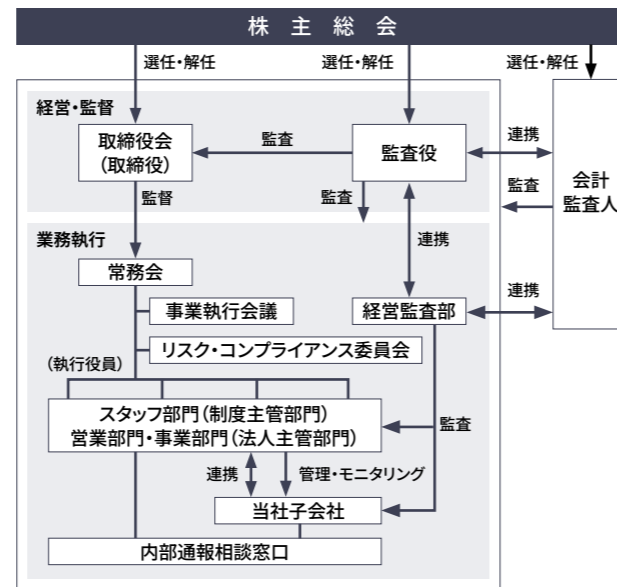 株主総会
選任・解任
選任・解任
選任・解任
経営・監督
取締役会
（取締役）
監査
監査役
連携
会計
監査人
監査
監督
監査
業務執行
連携
常務会
連携
事業執行会議
経営監査部
リスク・コンプライアンス委員会
（執行役員）
スタッフ部門（制度主管部門）
営業部門・事業部門（法人主管部門）
監査
連携
管理・モニタリング
当社子会社
内部通報相談窓口